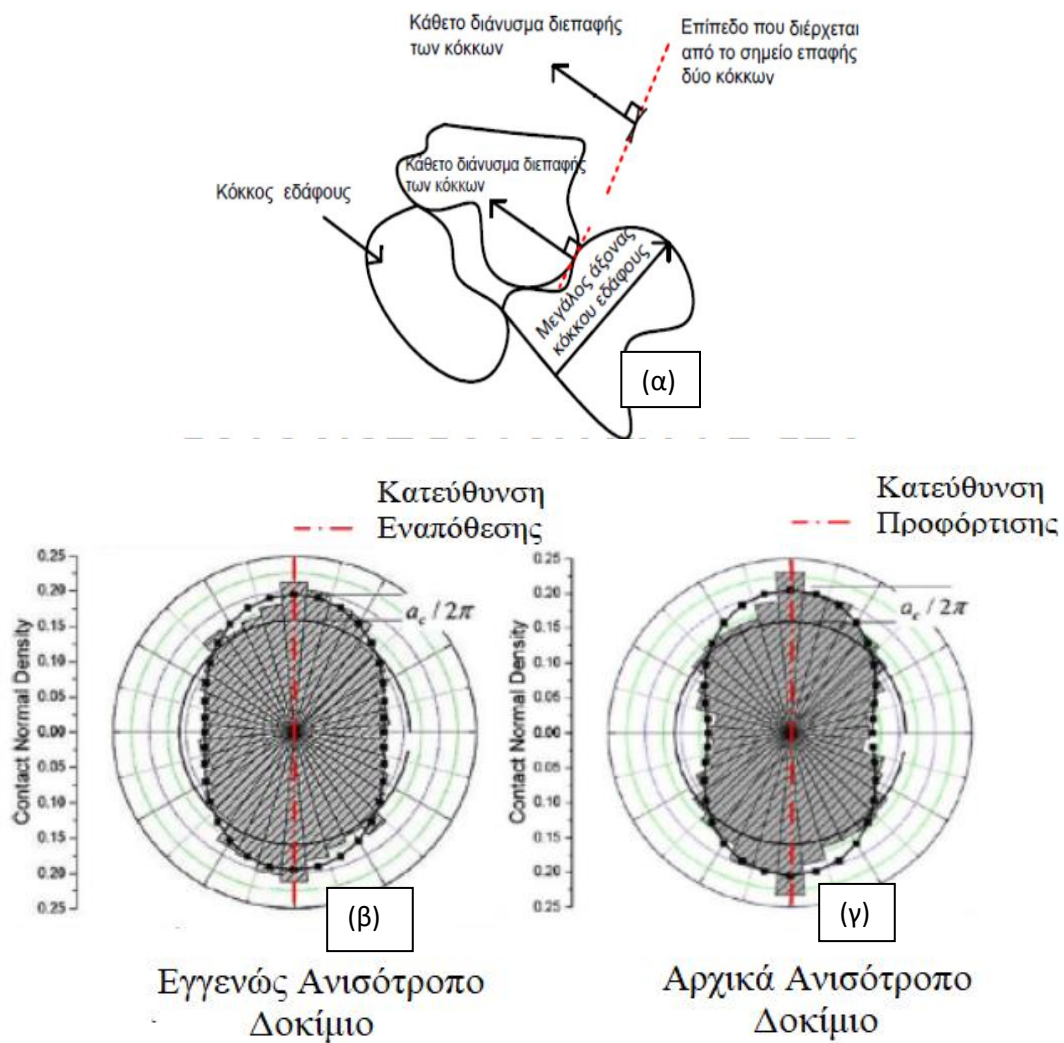 Κάθετο διάνυσμα διεπαφής
των κόκκων
Επίπεδο που διέρχεται
από το σημείο επαφής
δύο κόκκων
Κάθετο διάνυσμα διεπαφής
των κόκκων
Κόκκος εδάφους
Μεγάλος άξονας
κόκκου εδάφους
(α)
Κατεύθυνση
Εναπόθεσης
Κατεύθυνση
Προφόρτισης
Contact Normal Density
0.25
0.20
0.15
0.10
0.05
0.00
0.05
0.10
0.15
0.20
0.25
a_c / 2π
(β)
Contact Normal Density
0.25
0.20
0.15
0.10
0.05
0.00
0.05
0.10
0.15
0.20
0.25
a_c / 2π
(γ)
Εγγενώς Ανισότροπο
Δοκίμιο
Αρχικά Ανισότροπο
Δοκίμιο